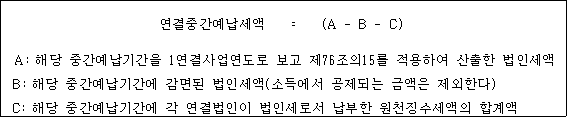 연결중간예납세액 = (A - B - C)
A: 해당 중간예납기간을 1연결사업연도로 보고 제76조의15를 적용하여 산출한 법인세액
B: 해당 중간예납기간에 감면된 법인세액(소득에서 공제되는 금액은 제외한다)
C: 해당 중간예납기간에 각 연결법인이 법인세로서 납부한 원천징수세액의 합계액